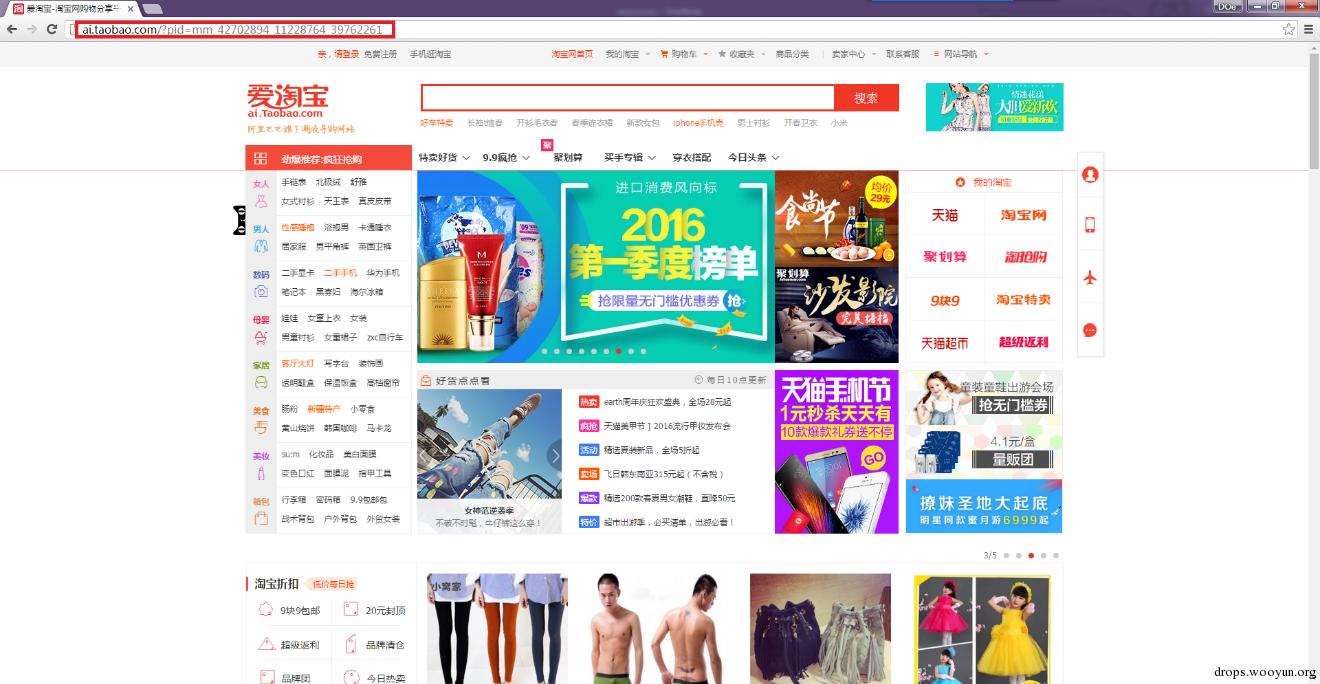 爱淘宝-淘宝网购物分享平
DOe
ai.taobao.com/?pid=mm_42702894_11228764_39762261
亲，请登录 免费注册 手机逛淘宝
淘宝网首页 我的淘宝 购物车 收藏夹 商品分类 卖家中心 联系客服 网站导航
爱淘宝
ai.Taobao.com
阿里巴巴旗下潮流导购网站
搜索
好车特卖 长袖t恤春 开衫毛衣春 春季连衣裙 新款女包 iphone手机壳 男士衬衫 开春卫衣 小米
情迷花漾
大胆爱新欢
劲爆推荐:疯狂抢购
特卖好货 9.9疯抢 聚 聚划算 买手专辑 穿衣搭配 今日头条
女人 手链表 北极绒 舒雅
女式衬衫 天王表 真皮皮带
男人 性感睡袍 浴袍男 卡通睡衣
居家服 男平角裤 英国卫裤
数码 二手显卡 二手手机 华为手机
笔记本 黑寡妇 海尔冰箱
母婴 娃娃 女童上衣 女装
男童衬衫 女童裙子 zxc自行车
家居 客厅大灯 写字台 装饰画
透明鞋盒 保温饭盒 高档窗帘
美食 肠粉 新疆特产 小零食
黄山烧饼 韩国咖啡 马卡龙
美妆 su:m 化妆品 美白面膜
变色口红 面膜泥 指甲工具
箱包 行李箱 密码箱 9.9包邮包
战术背包 户外背包 外贸女装
进口消费风向标
2016
第一季度榜单
抢限量无门槛优惠券 抢
食尚节
均价
29元
聚划算
沙发影院
完美搭档
我的淘宝
天猫 淘宝网
聚划算 淘抢购
9块9 淘宝特卖
天猫超市 超级返利
好货点点看 每日10点更新
女神范逆袭季
不破不时髦，牛仔裤这么穿！
热卖 earth周年庆狂欢盛典，全场28元起
疯抢 天猫美甲节】2016流行甲妆发布会
活动 精选夏装新品，全场5折起
卖场 飞日韩东南亚315元起（不含税）
爆款 精选200款春夏男女潮鞋，直降50元
特价 超市出游季，必买清单，出游必看！
天猫手机节
1元秒杀天天有
10款爆款礼券送不停
GO
童装童鞋出游会场
抢无门槛券
4.1元/盒
量贩团
撩妹圣地大起底
明星同款蜜月游6999起
3/5
淘宝折扣 低价每日抢
9块9包邮 20元封顶
超级返利 品牌清仓
品牌团 今日热卖
小窝家
drops.wooyun.org